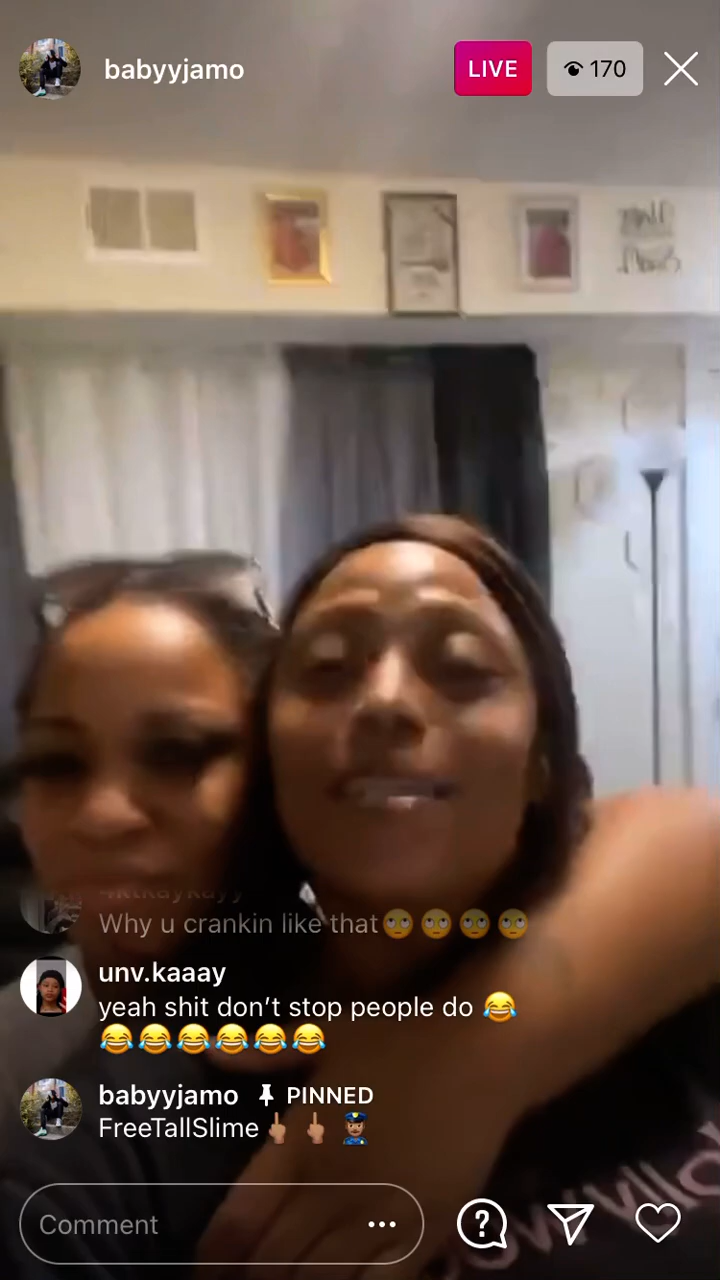 babyyjamo
LIVE
170
Why u crankin like that🙄🙄🙄🙄
unv.kaaay
yeah shit don’t stop people do 😂
😂😂😂😂😂😂
babyyjamo PINNED
FreeTallSlime🖕🏽🖕🏽👮🏽‍♂️
Comment